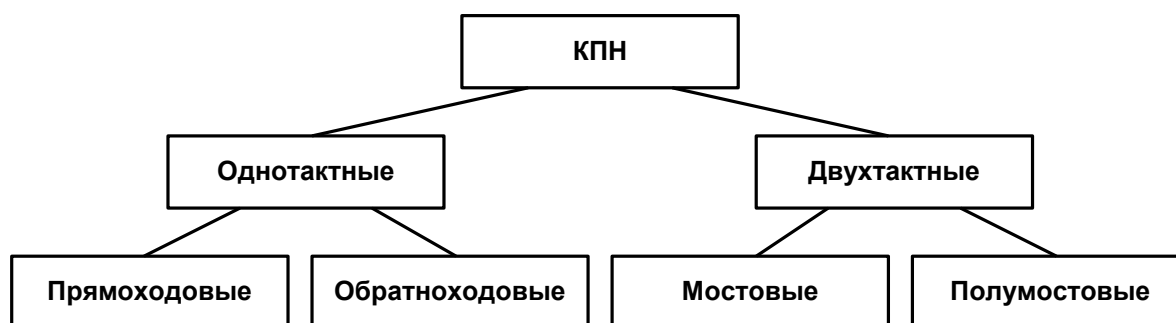 КПН
Однотактные
Двухтактные
Прямоходовые
Обратноходовые
Мостовые
Полумостовые